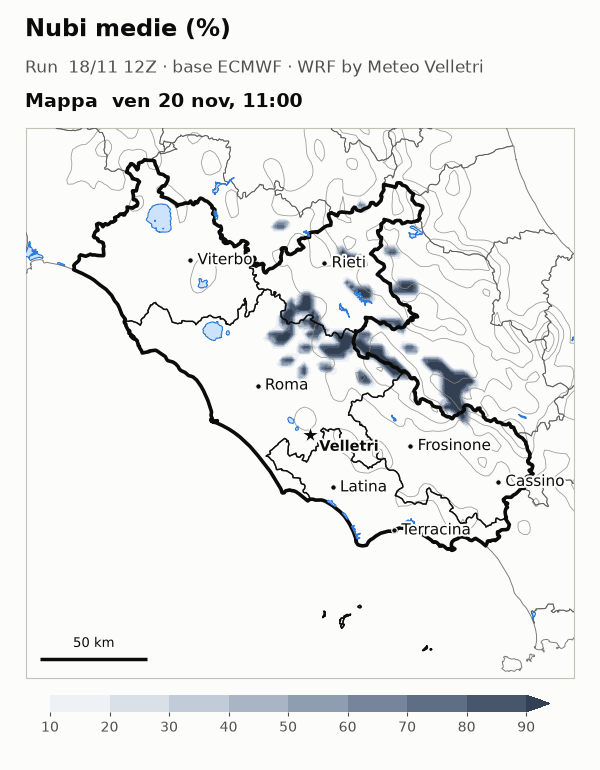 Nubi medie (%)
Run  18/11 12Z · base ECMWF · WRF by Meteo Velletri
Mappa  ven 20 nov, 11:00
Viterbo
Rieti
Roma
Velletri
Frosinone
Cassino
Latina
Terracina
50 km
10 20 30 40 50 60 70 80 90